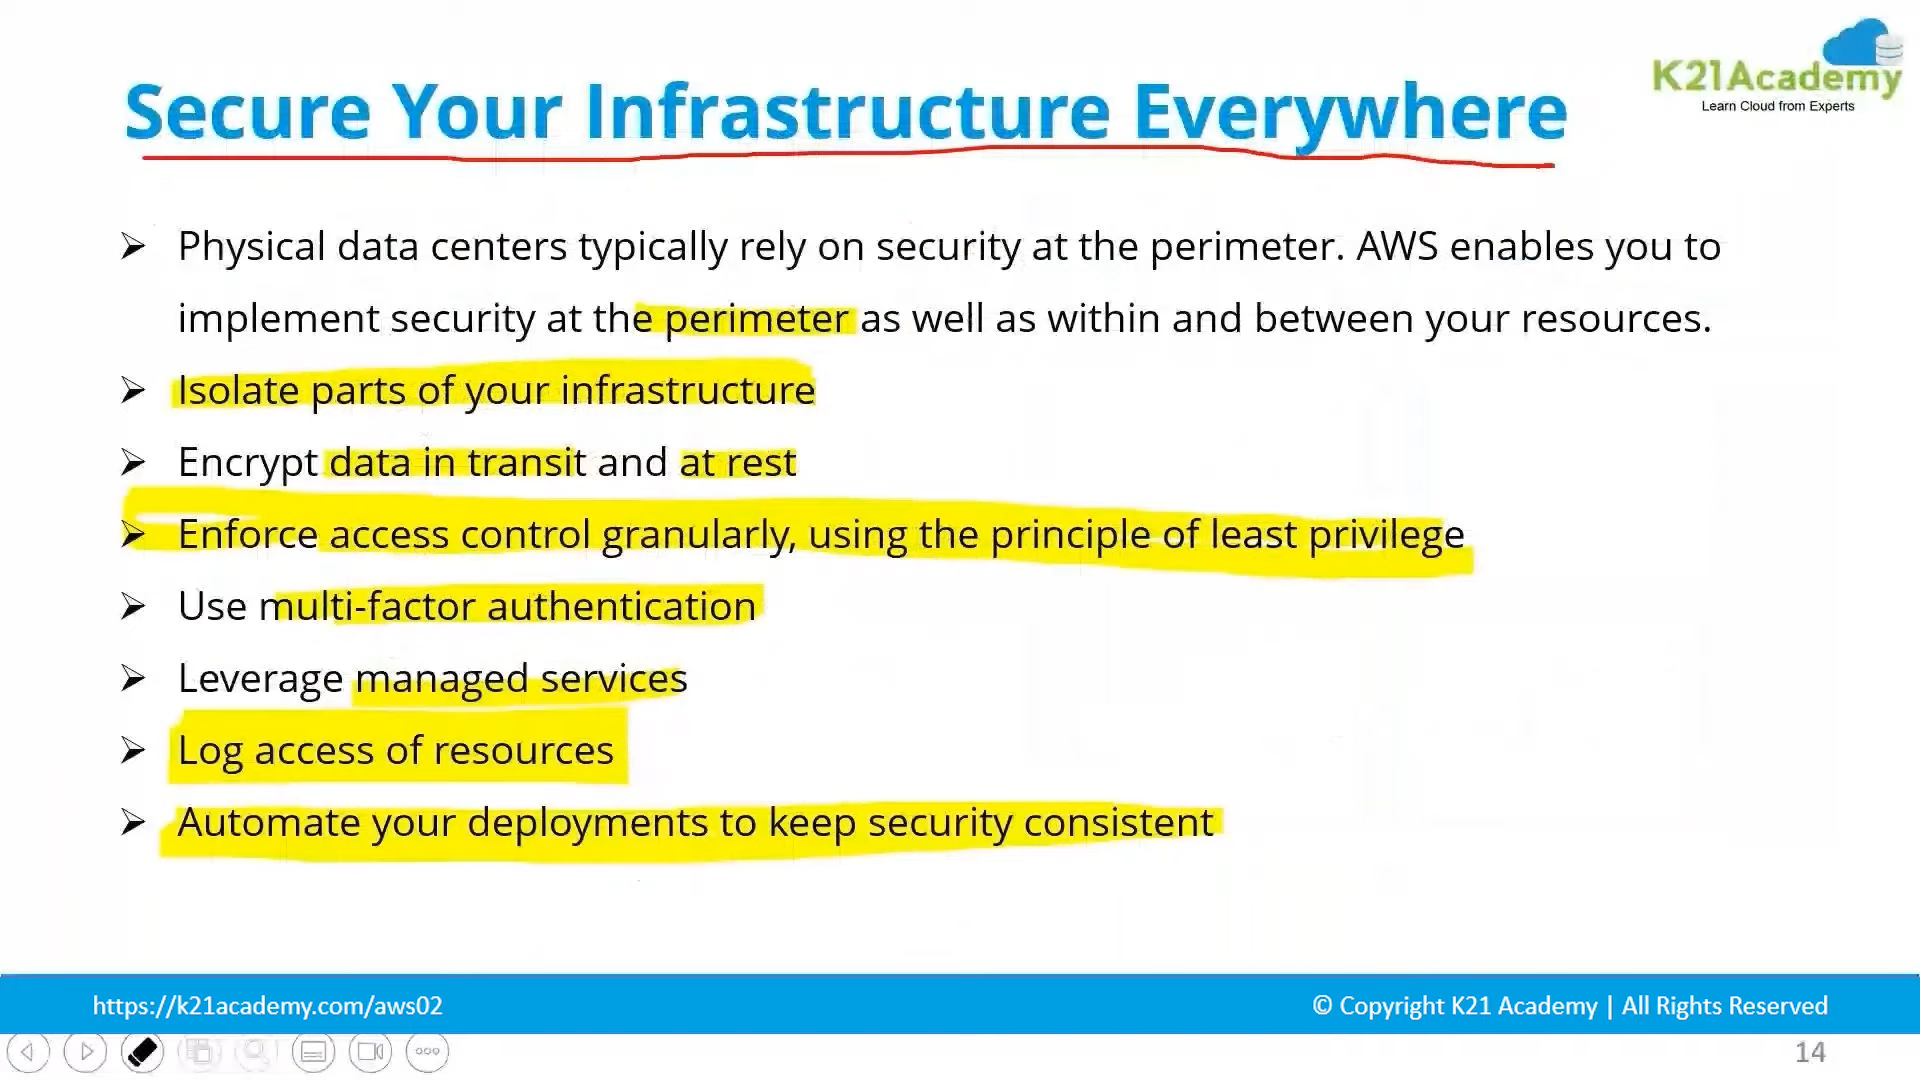 K21Academy
Learn Cloud from Experts
Secure Your Infrastructure Everywhere
Physical data centers typically rely on security at the perimeter. AWS enables you to
implement security at the perimeter as well as within and between your resources.
Isolate parts of your infrastructure
Encrypt data in transit and at rest
Enforce access control granularly, using the principle of least privilege
Use multi-factor authentication
Leverage managed services
Log access of resources
Automate your deployments to keep security consistent
https://k21academy.com/aws02
© Copyright K21 Academy | All Rights Reserved
14